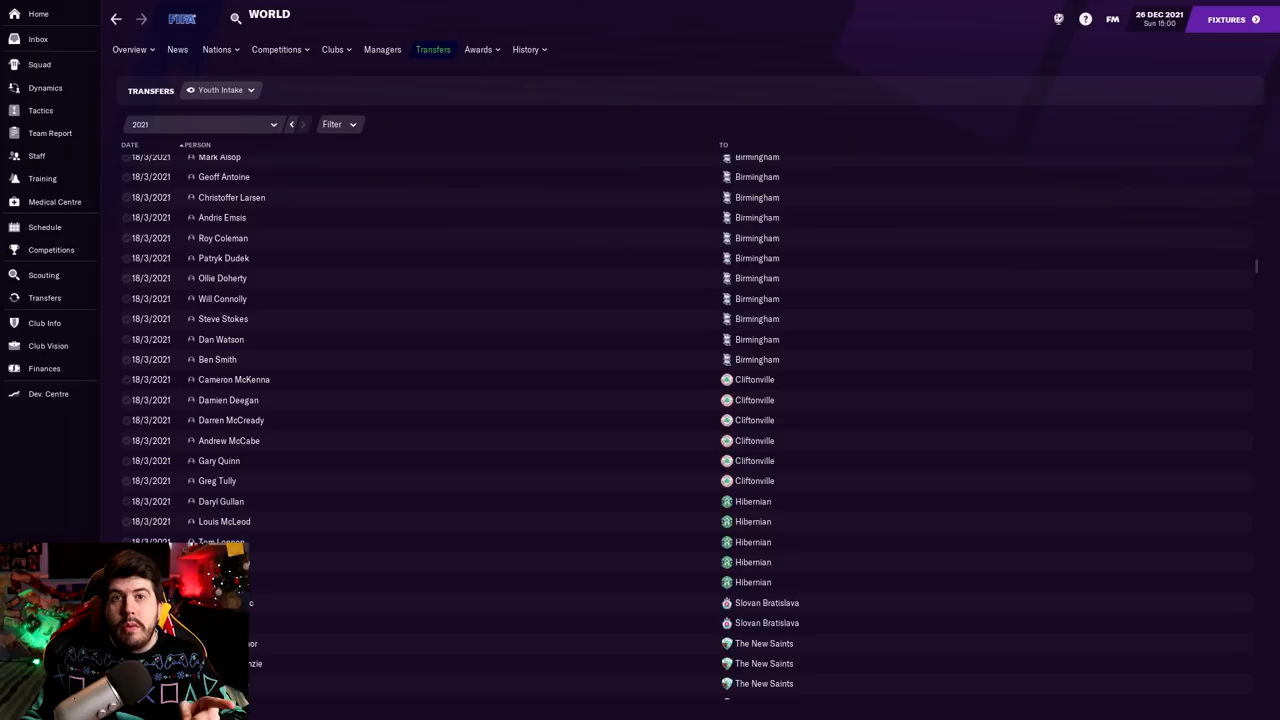 Home
Inbox
Squad
Dynamics
Tactics
Team Report
Staff
Training
Medical Centre
Schedule
Competitions
Scouting
Transfers
Club Info
Club Vision
Finances
Dev. Centre
FIFA
WORLD
? FM 26 DEC 2021
Sun 15:00
FIXTURES
Overview News Nations Competitions Clubs Managers Transfers Awards History
TRANSFERS Youth Intake
2021 Filter
DATE PERSON TO
18/3/2021 Mark Alsop Birmingham
18/3/2021 Geoff Antoine Birmingham
18/3/2021 Christoffer Larsen Birmingham
18/3/2021 Andris Emsis Birmingham
18/3/2021 Roy Coleman Birmingham
18/3/2021 Patryk Dudek Birmingham
18/3/2021 Ollie Doherty Birmingham
18/3/2021 Will Connolly Birmingham
18/3/2021 Steve Stokes Birmingham
18/3/2021 Dan Watson Birmingham
18/3/2021 Ben Smith Birmingham
18/3/2021 Cameron McKenna Cliftonville
18/3/2021 Damien Deegan Cliftonville
18/3/2021 Darren McCready Cliftonville
18/3/2021 Andrew McCabe Cliftonville
18/3/2021 Gary Quinn Cliftonville
18/3/2021 Greg Tully Cliftonville
18/3/2021 Daryl Gullan Hibernian
18/3/2021 Louis McLeod Hibernian
18/3/2021 Tom Lennon Hibernian
Hibernian
Hibernian
Slovan Bratislava
Slovan Bratislava
The New Saints
The New Saints
The New Saints